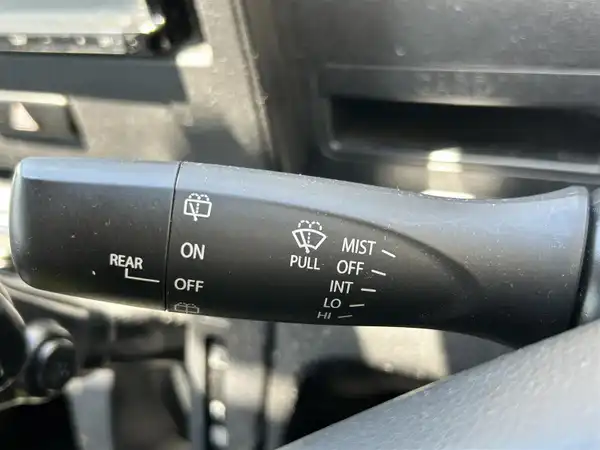 ON
REAR
OFF
PULL
MIST
OFF
INT
LO
HI